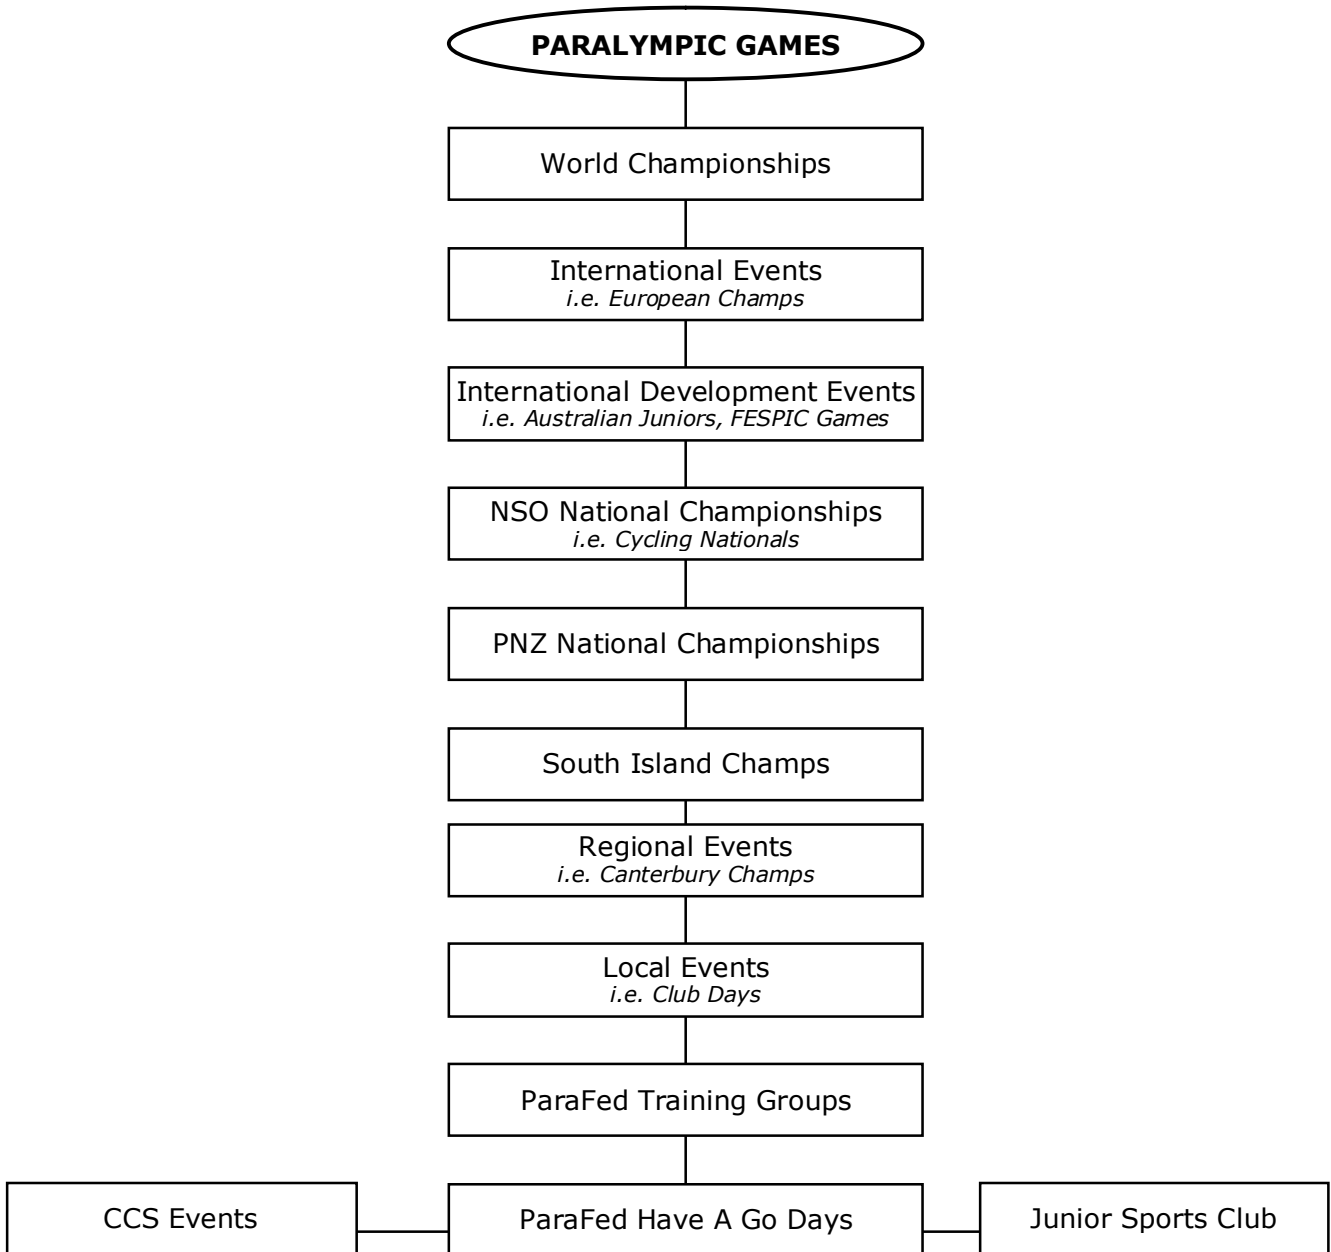 PARALYMPIC GAMES
World Championships
International Events
i.e. European Champs
International Development Events
i.e. Australian Juniors, FESPIC Games
NSO National Championships
i.e. Cycling Nationals
PNZ National Championships
South Island Champs
Regional Events
i.e. Canterbury Champs
Local Events
i.e. Club Days
ParaFed Training Groups
CCS Events
ParaFed Have A Go Days
Junior Sports Club